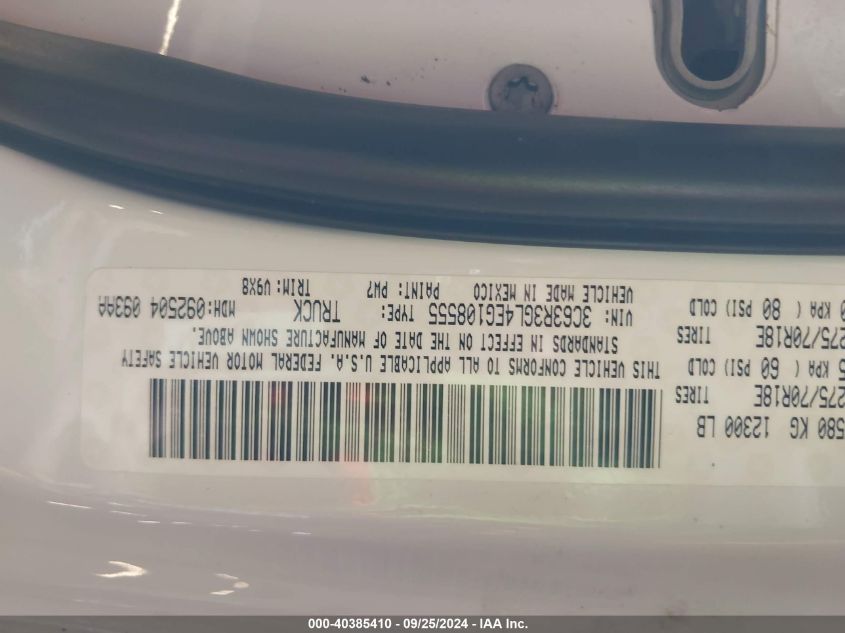 580 KG 12300 LB
275/70R18E TIRES
5 KPA ( 60 PSI) COLD
275/70R18E TIRES
0 KPA ( 80 PSI) COLD
THIS VEHICLE CONFORMS TO ALL APPLICABLE U.S.A. FEDERAL MOTOR VEHICLE SAFETY
STANDARDS IN EFFECT ON THE DATE OF MANUFACTURE SHOWN ABOVE.
VIN: 3C63R3GL4EG108555 TYPE: TRUCK MDH:092504 093AA
VEHICLE MADE IN MEXICO PAINT: PW7 TRIM: V9X8
000-40385410 - 09/25/2024 - IAA Inc.